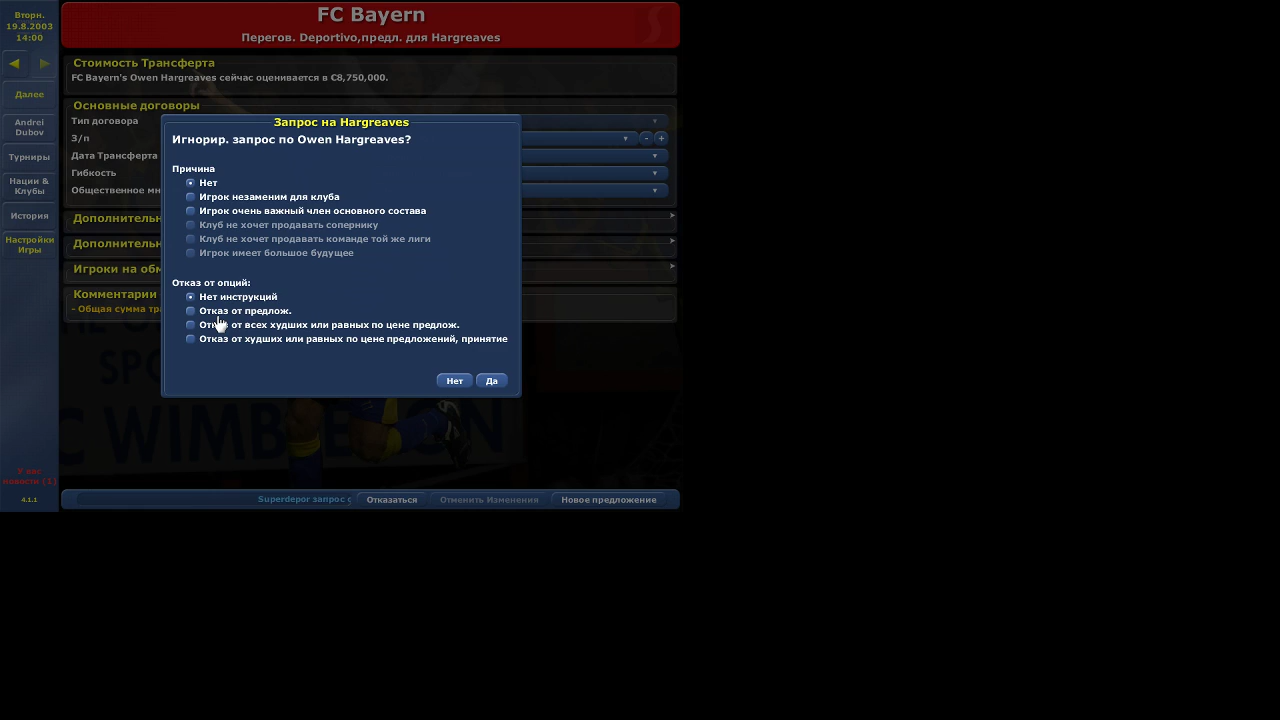 Вторн.
19.8.2003
14:00
FC Bayern
Перегов. Deportivo,предл. для Hargreaves
Далее
Andrei
Dubov
Турниры
Нации &
Клубы
История
Настройки
Игры
У вас
новости (1)
4.1.1
Стоимость Трансферта
FC Bayern's Owen Hargreaves сейчас оценивается в €8,750,000.
Основные договоры
Тип договора
З/п
- +
Дата Трансферта
Гибкость
Общественное мн
Дополнительн
Дополнительн
Игроки на обм
Комментарии
- Общая сумма тра
Запрос на Hargreaves
Игнорир. запрос по Owen Hargreaves?
Причина
Нет
Игрок незаменим для клуба
Игрок очень важный член основного состава
Клуб не хочет продавать сопернику
Клуб не хочет продавать команде той же лиги
Игрок имеет большое будущее
Отказ от опций:
Нет инструкций
Отказ от предлож.
от всех худших или равных по цене предлож.
Отказ от худших или равных по цене предложений, принятие
Нет Да
Superdepor запрос с
Отказаться
Отменить Изменения
Новое предложение